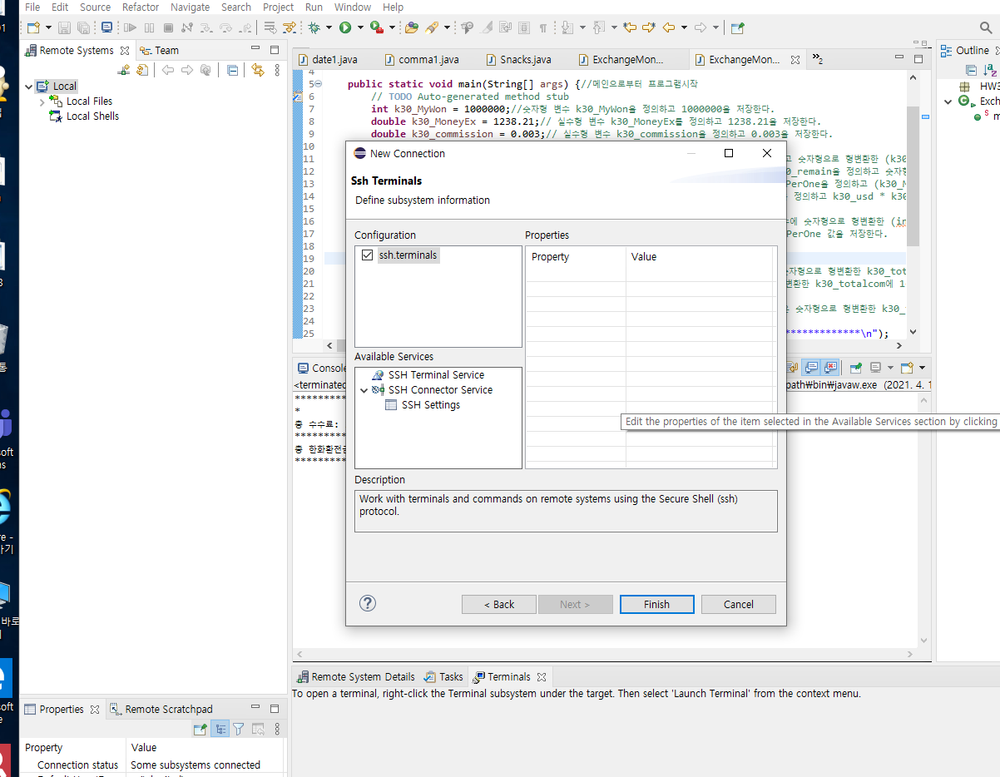 File Edit Source Refactor Navigate Search Project Run Window Help
Remote Systems Team
Local
Local Files
Local Shells
date1.java comma1.java Snacks.java ExchangeMon... ExchangeMon... »2
4
5 public static void main(String[] args) {//메인으로부터 프로그램시작
6 // TODO Auto-generated method stub
7 int k30_MyWon = 1000000;//숫자형 변수 k30_MyWon을 정의하고 1000000을 저장한다.
8 double k30_MoneyEx = 1238.21;// 실수형 변수 k30_MoneyEx를 정의하고 1238.21을 저장한다.
9 double k30_commission = 0.003;// 실수형 변수 k30_commission을 정의하고 0.003을 저장한다.
10
11 고 숫자형으로 형변환한 (k30
12 0_remain을 정의하고 숫자형
13 PerOne을 정의하고 (k30_M
14 정의하고 k30_usd * k30
15
16 수에 숫자형으로 형변환한 (in
17 PerOne 값을 저장한다.
18
19
20 숫자형으로 형변환한 k30_tot
21 변환한 k30_totalcom에 1
22
23 숫자형으로 형변환한 k30_
24
25 *************\n");
Outline
HW3
Exch
m
New Connection
Ssh Terminals
Define subsystem information
Configuration
ssh.terminals
Properties
Property Value
Available Services
SSH Terminal Service
SSH Connector Service
SSH Settings
Edit the properties of the item selected in the Available Services section by clicking
Description
Work with terminals and commands on remote systems using the Secure Shell (ssh)
protocol.
? < Back Next > Finish Cancel
Console
<terminated path₩bin₩javaw.exe (2021. 4. 1
*********
*
총 수수료:
*********
총 한화환전금
*********
Remote System Details Tasks Terminals
To open a terminal, right-click the Terminal subsystem under the target. Then select 'Launch Terminal' from the context menu.
Properties Remote Scratchpad
Property Value
Connection status Some subsystems connected